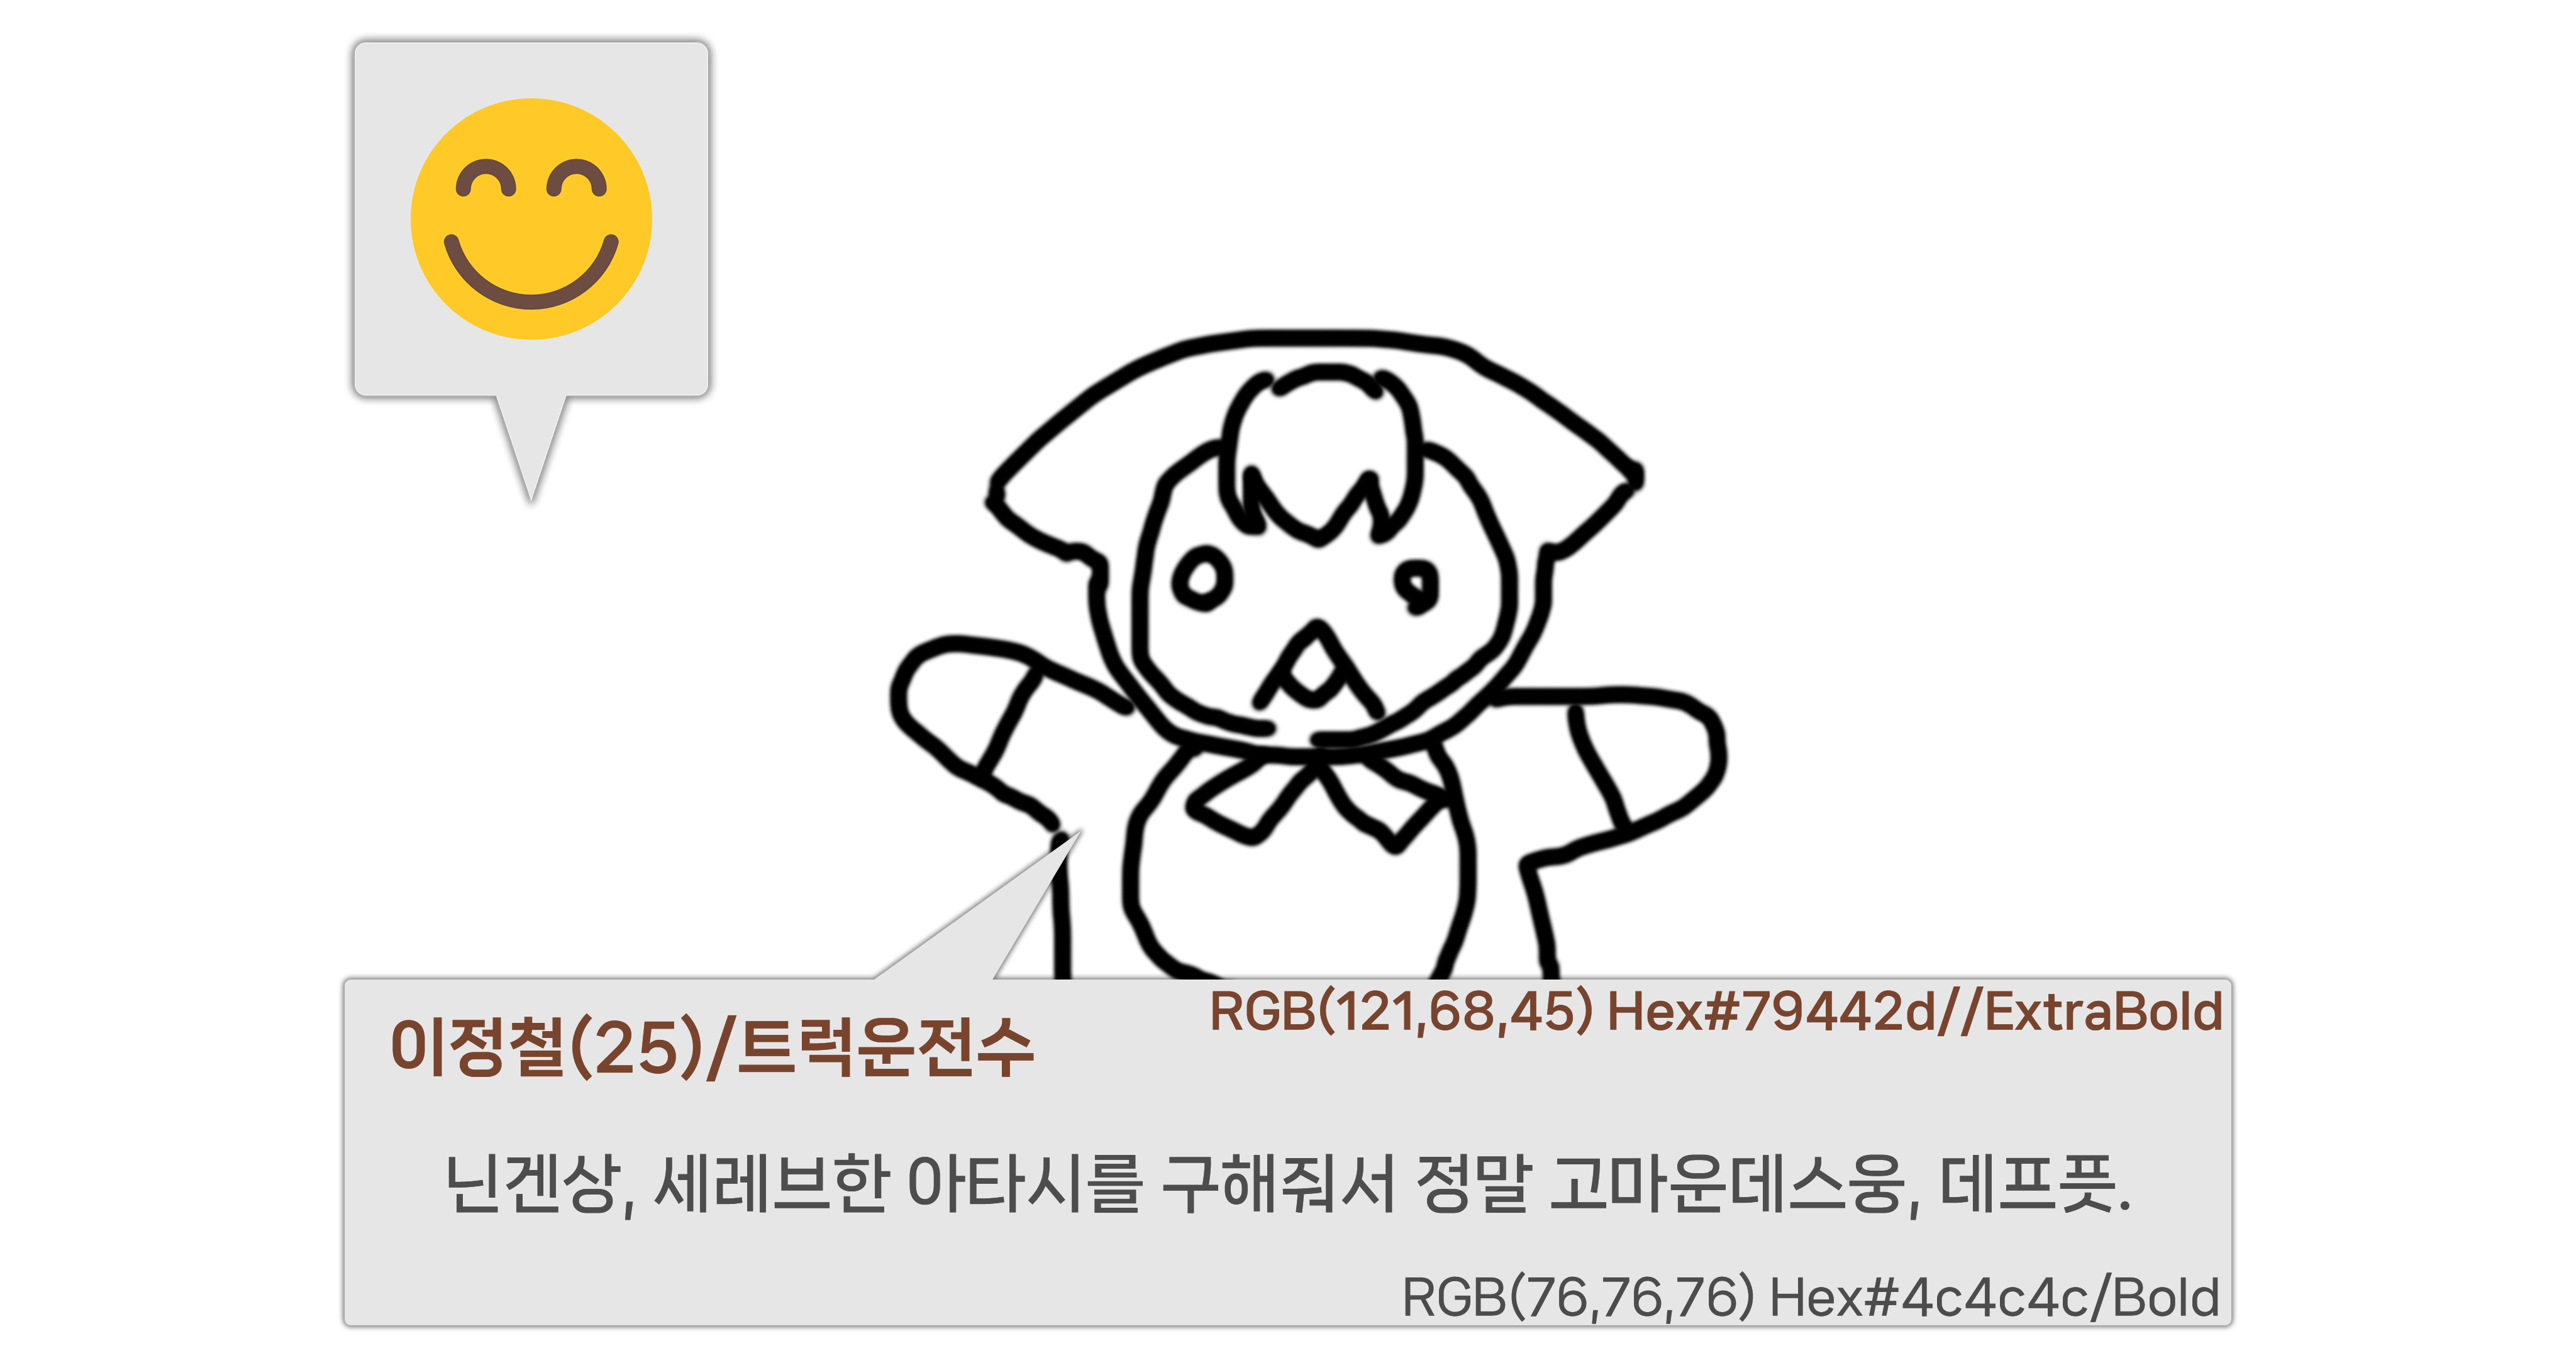 이정철(25)/트럭운전수
RGB(121,68,45) Hex#79442d//ExtraBold
닌겐상, 세레브한 아타시를 구해줘서 정말 고마운데스웅, 데프픗.
RGB(76,76,76) Hex#4c4c4c/Bold